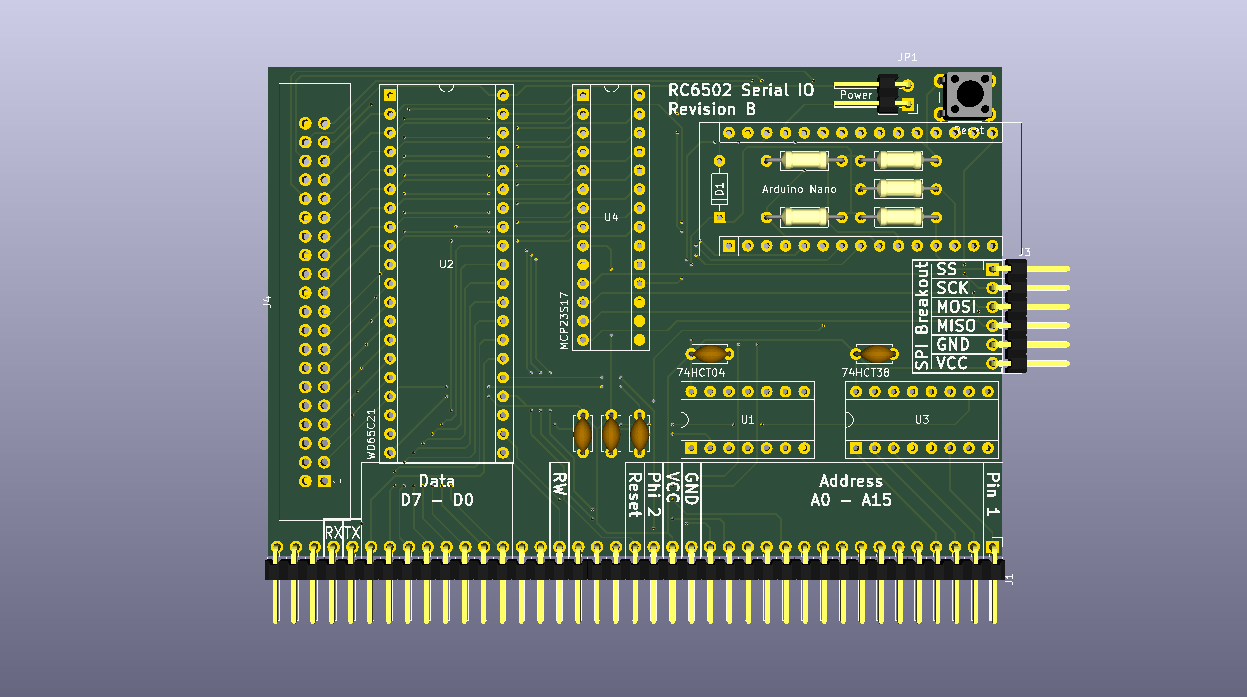 JP1
RC6502 Serial IO
Revision B
Power
Reset
D1
Arduino Nano
U4
U2
J4
J3
SPI Breakout
SS
SCK
MOSI
MISO
GND
VCC
MCP23S17
74HCT04
74HCT38
WD65C21
U1
U3
Data
D7 - D0
RW
Reset
Phi 2
VCC
GND
Address
A0 - A15
Pin 1
RX
TX
J1